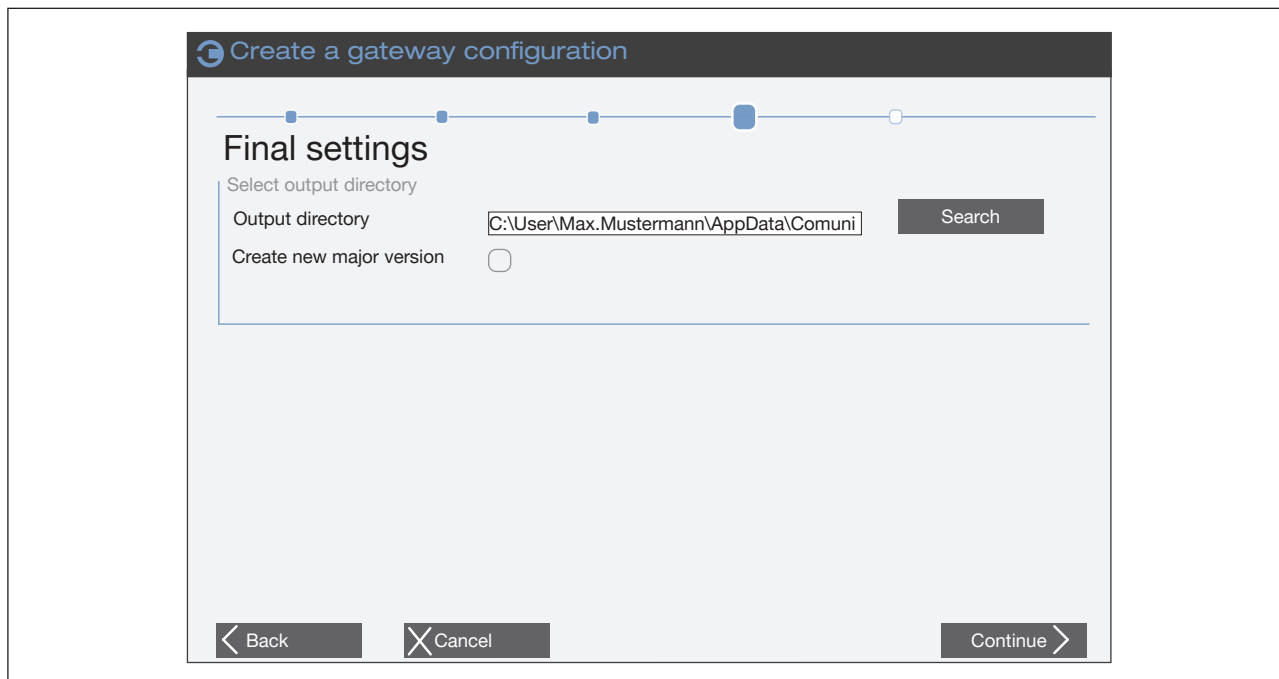 Create a gateway configuration
Final settings
Select output directory
Output directory
C:\User\Max.Mustermann\AppData\Comuni
Search
Create new major version
Back
Cancel
Continue